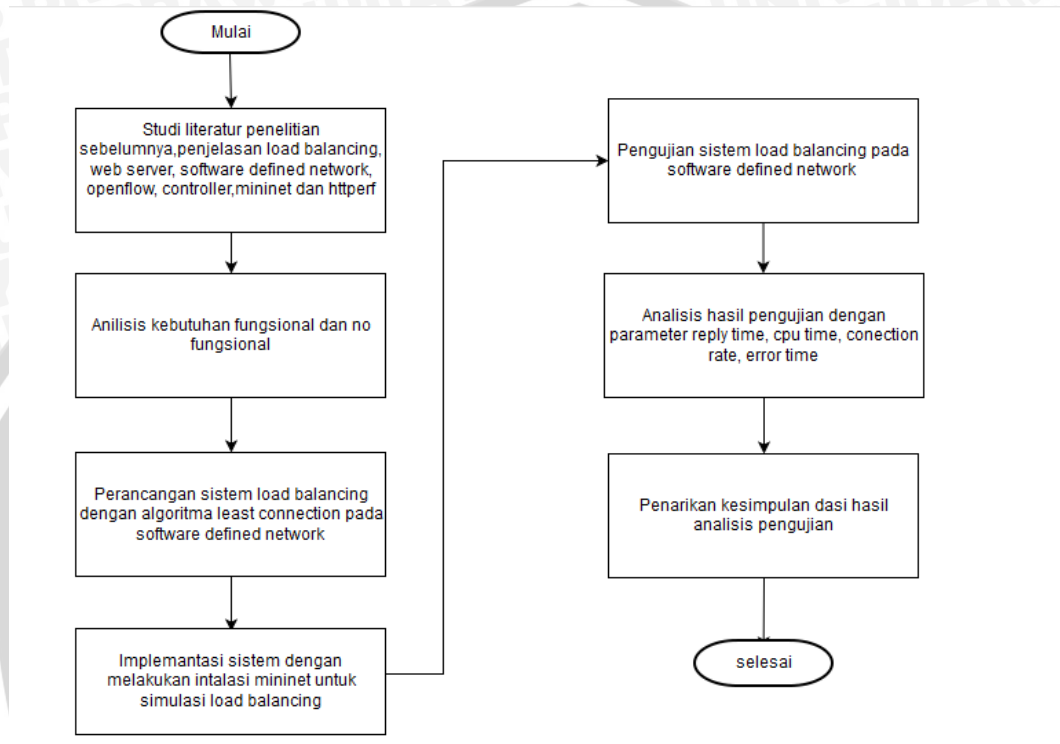 Mulai
Studi literatur penelitian
sebelumnya,penjelasan load balancing,
web server, software defined network,
openflow, controller,mininet dan httperf
Anilisis kebutuhan fungsional dan no
fungsional
Perancangan sistem load balancing
dengan algoritma least connection pada
software defined network
Implemantasi sistem dengan
melakukan intalasi mininet untuk
simulasi load balancing
Pengujian sistem load balancing pada
software defined network
Analisis hasil pengujian dengan
parameter reply time, cpu time, conection
rate, error time
Penarikan kesimpulan dasi hasil
analisis pengujian
selesai